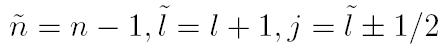 ñ = n − 1, l̃ = l + 1, j = l̃ ± 1/2